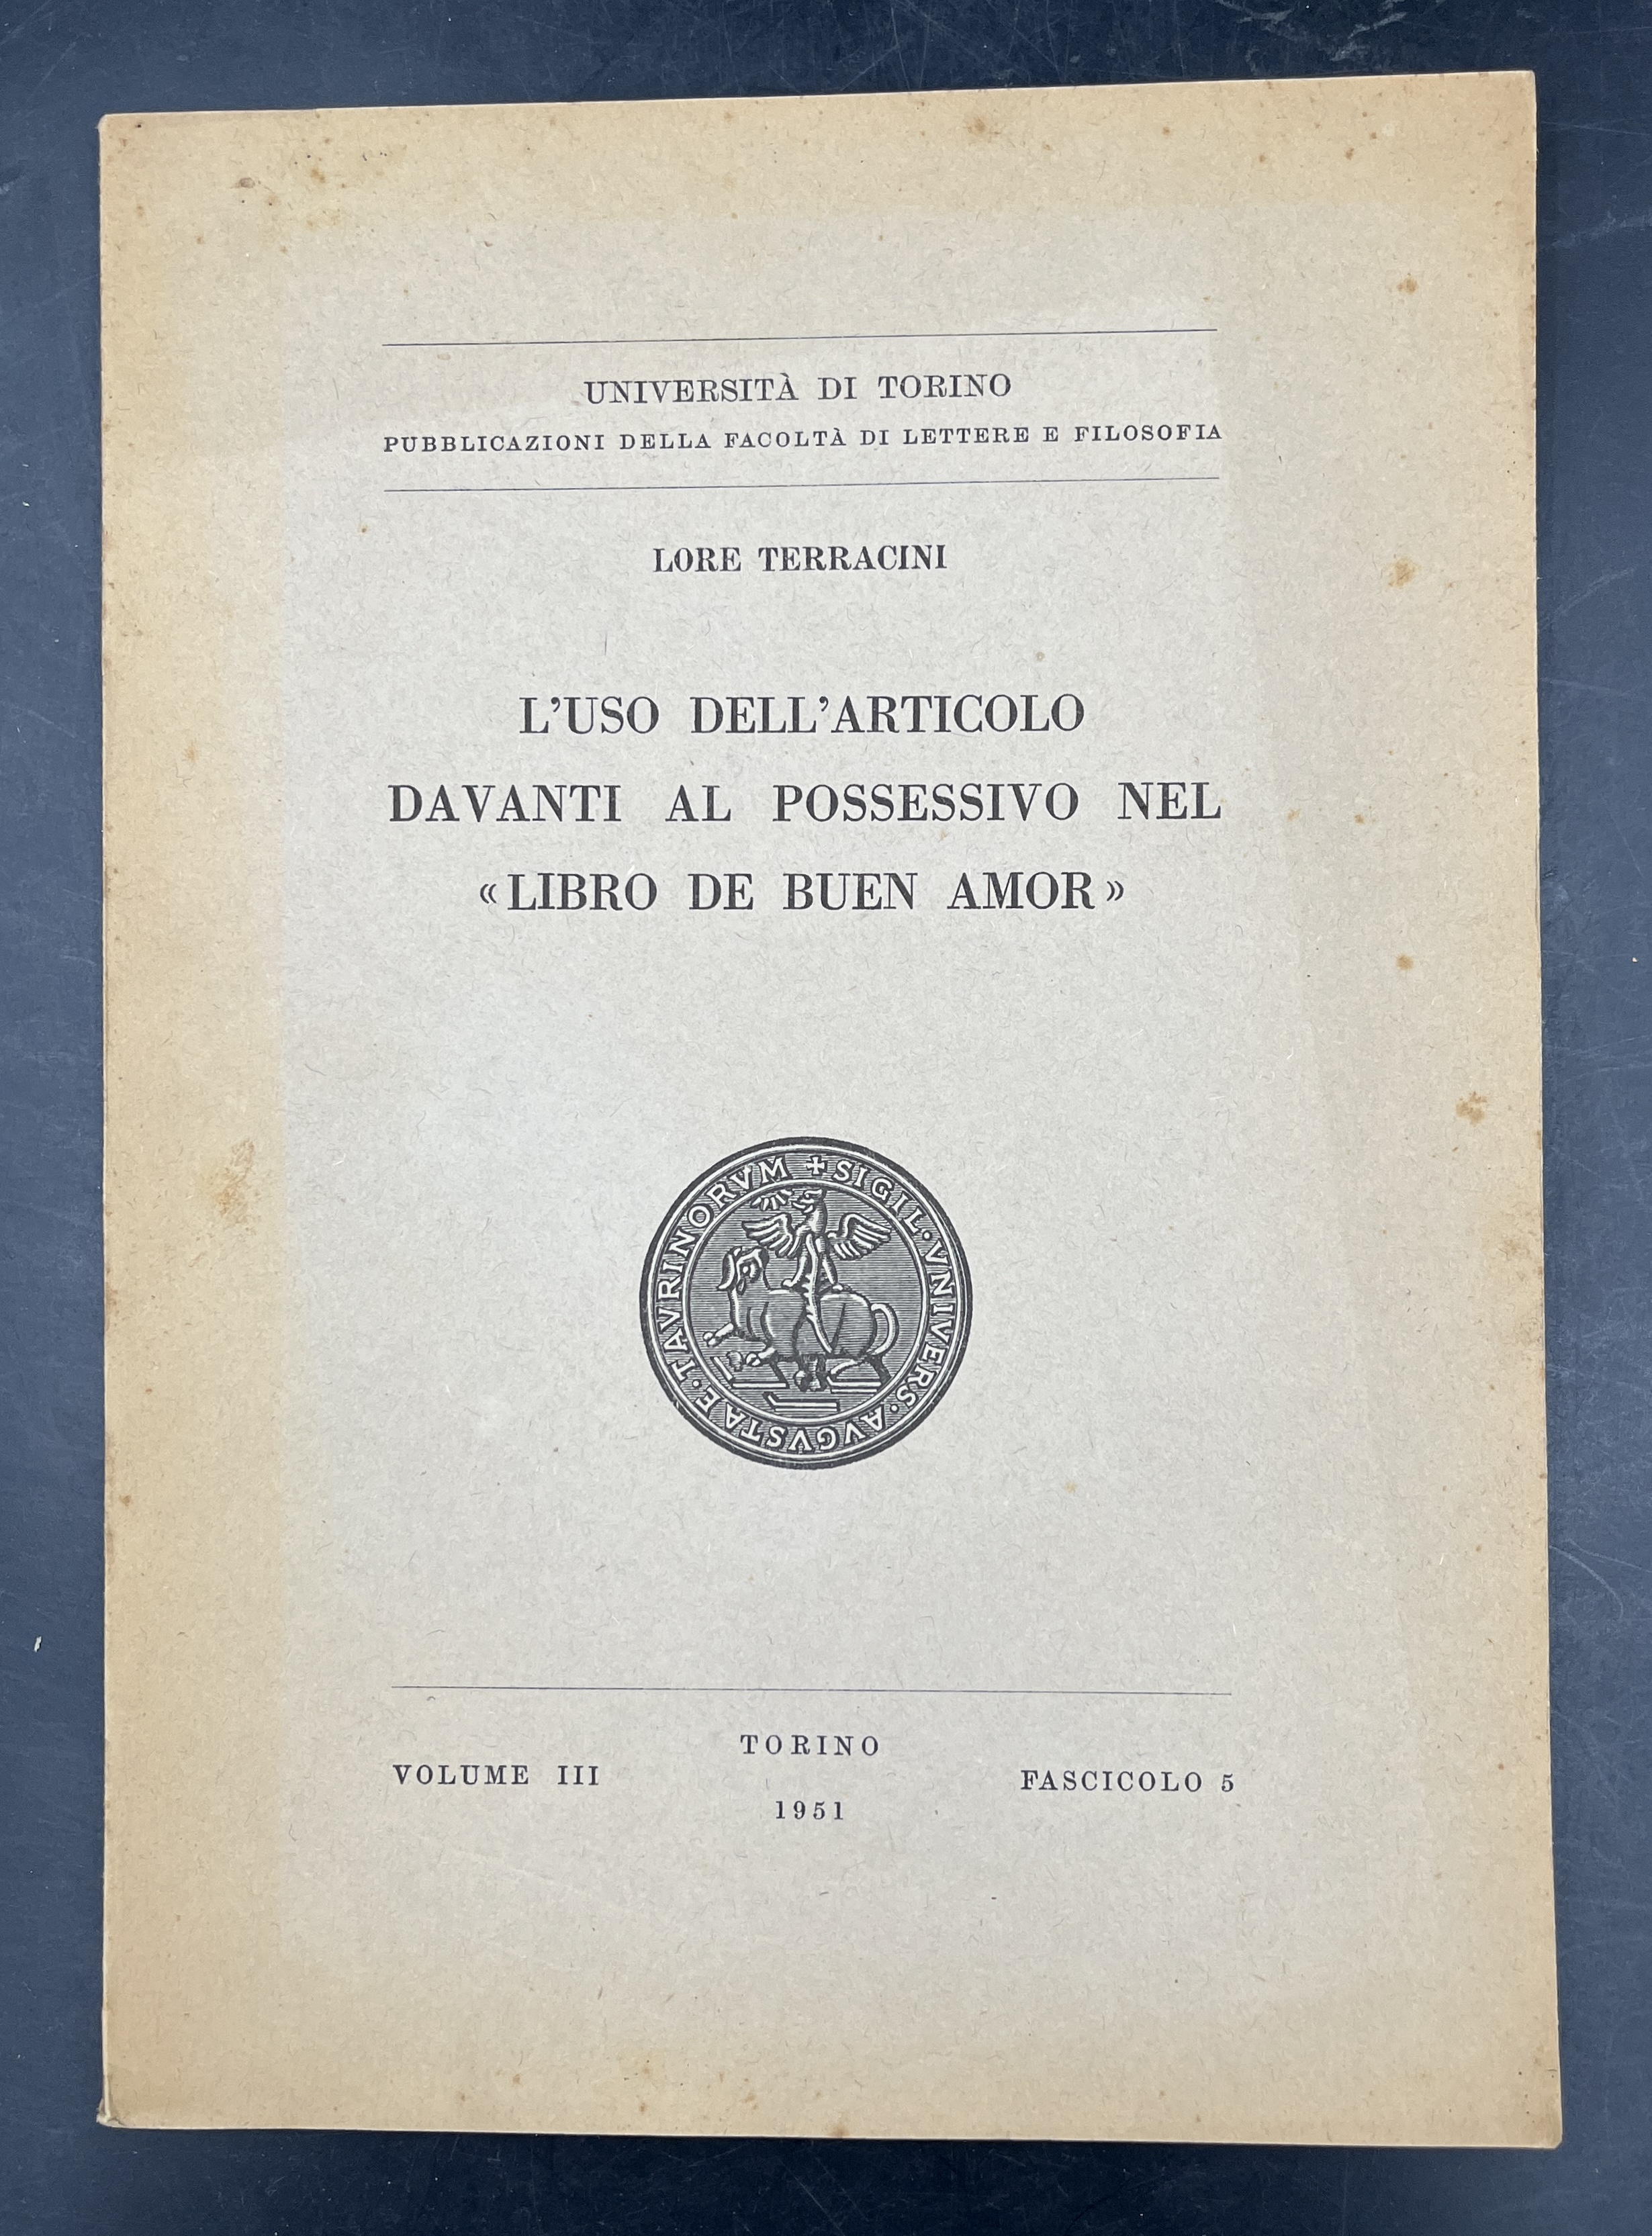 UNIVERSITÀ DI TORINO
PUBBLICAZIONI DELLA FACOLTÀ DI LETTERE E FILOSOFIA
LORE TERRACINI
L'USO DELL'ARTICOLO
DAVANTI AL POSSESSIVO NEL
«LIBRO DE BUEN AMOR»
✠ SIGIL · VNIVERS · AVGVSTAE · TAVRINORVM
TORINO
VOLUME III
FASCICOLO 5
1951